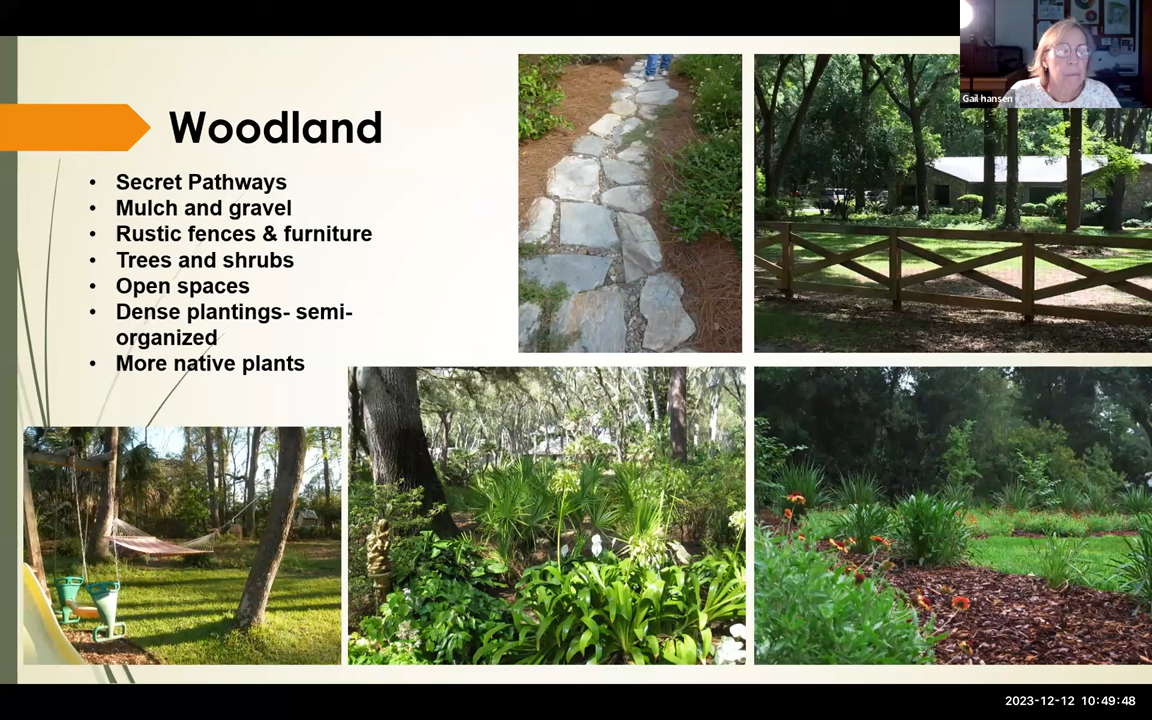 Gail hansen
Woodland
• Secret Pathways
• Mulch and gravel
• Rustic fences & furniture
• Trees and shrubs
• Open spaces
• Dense plantings- semi-
organized
• More native plants
2023-12-12 10:49:48